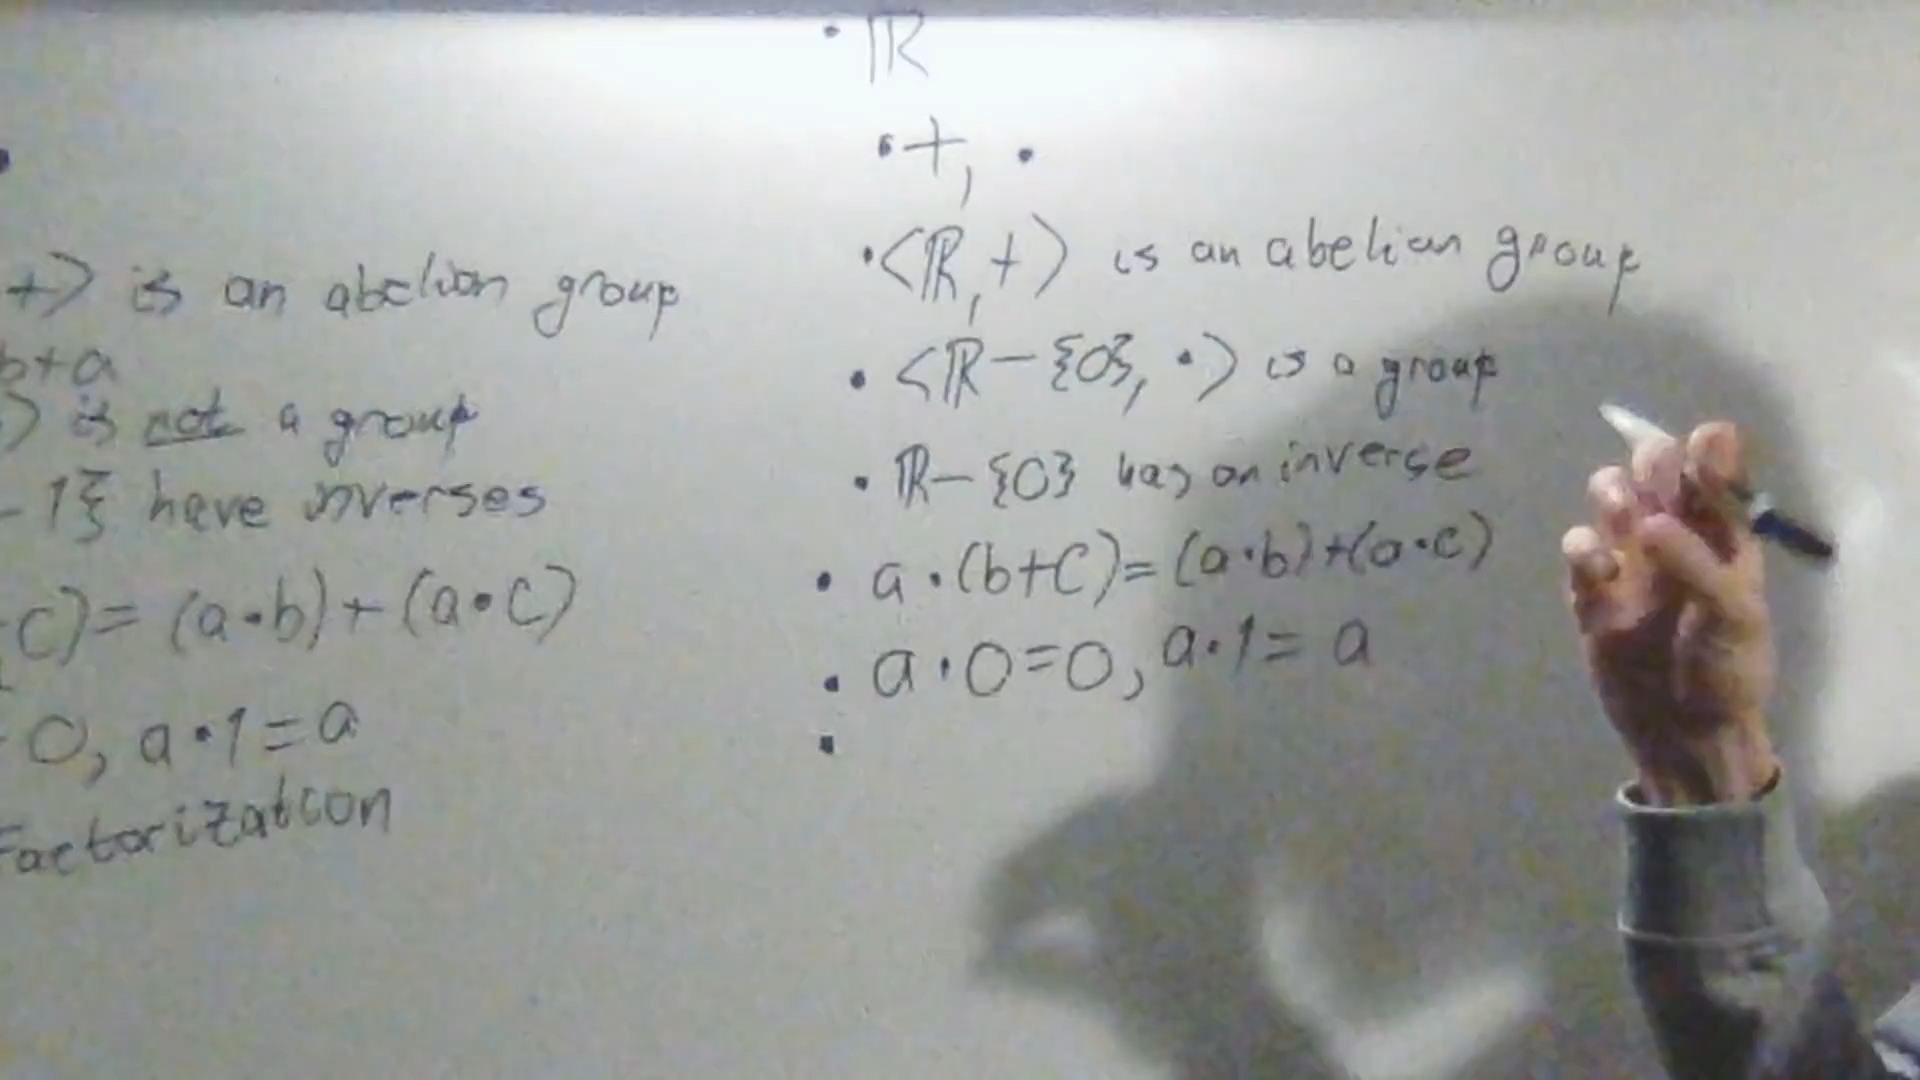 +⟩ is an abelian group
b+a
⟩ is not a group
-1} have inverses
c)= (a•b)+(a•c)
0, a•1=a
Factorization
• ℝ
• +, •
• <ℝ,+> is an abelian group
• <ℝ-{0}, •> is a group
• ℝ-{0} has an inverse
• a•(b+c)=(a•b)+(a•c)
• a•0=0, a•1=a
•